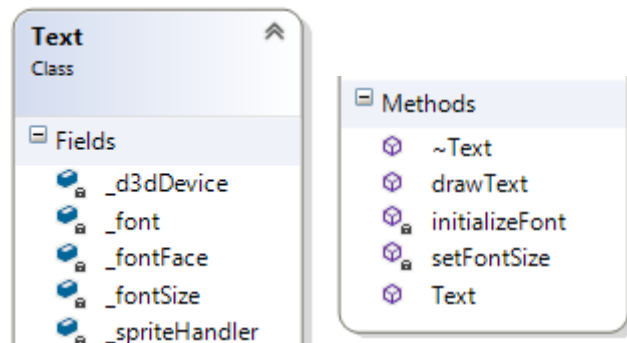 Text
Class
Fields
_d3dDevice
_font
_fontFace
_fontSize
_spriteHandler
Methods
~Text
drawText
initializeFont
setFontSize
Text